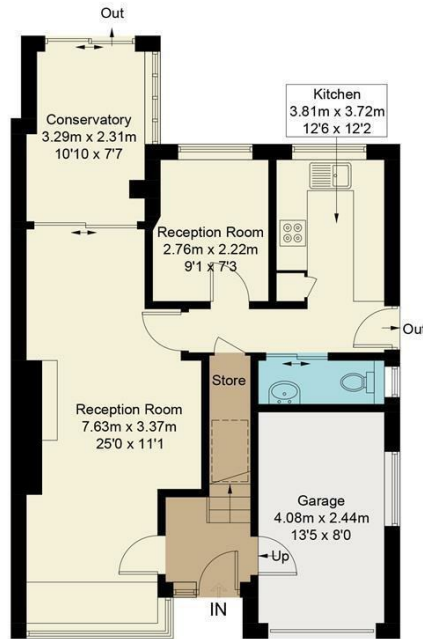 Out
Conservatory
3.29m x 2.31m
10'10 x 7'7
Kitchen
3.81m x 3.72m
12'6 x 12'2
Reception Room
2.76m x 2.22m
9'1 x 7'3
Out
Store
Reception Room
7.63m x 3.37m
25'0 x 11'1
Garage
4.08m x 2.44m
13'5 x 8'0
Up
IN